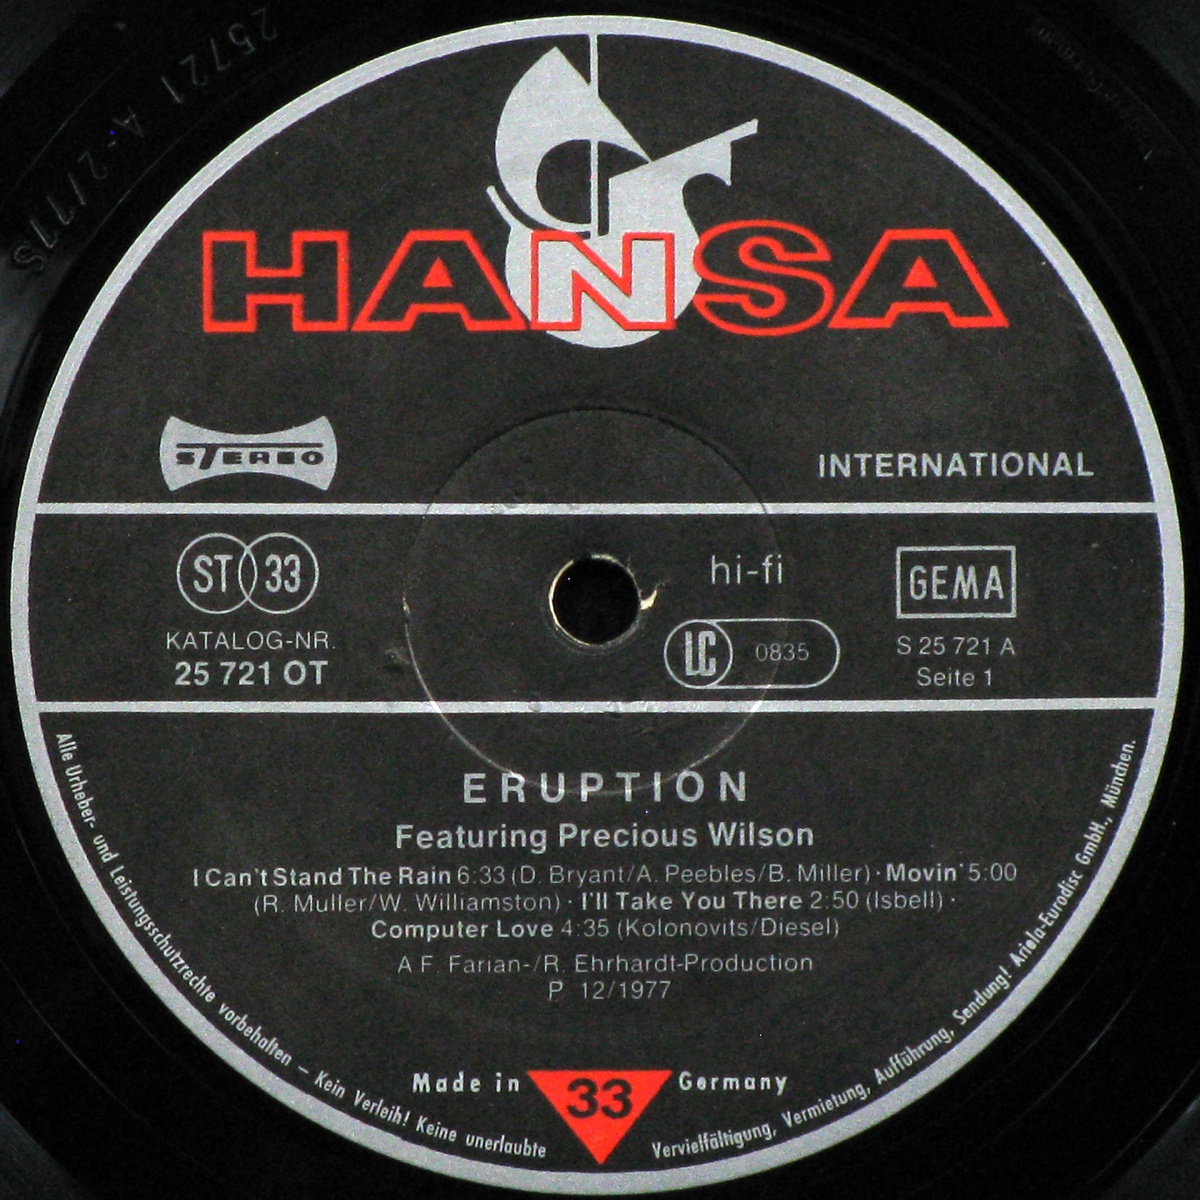 25721 A-2/77S
HANSA
STEREO
INTERNATIONAL
ST 33
hi-fi
GEMA
KATALOG-NR.
25 721 OT
LC 0835
S 25 721 A
Seite 1
ERUPTION
Featuring Precious Wilson
I Can't Stand The Rain 6:33 (D. Bryant/A. Peebles/B. Miller) · Movin' 5:00
(R. Muller/W. Williamston) · I'll Take You There 2:50 (Isbell) ·
Computer Love 4:35 (Kolonovits/Diesel)
A F. Farian-/R. Ehrhardt-Production
P 12/1977
Made in 33 Germany
Alle Urheber- und Leistungsschutzrechte vorbehalten – Kein Verleih! Keine unerlaubte Vervielfältigung, Vermietung, Aufführung, Sendung! Ariola-Eurodisc GmbH., München.